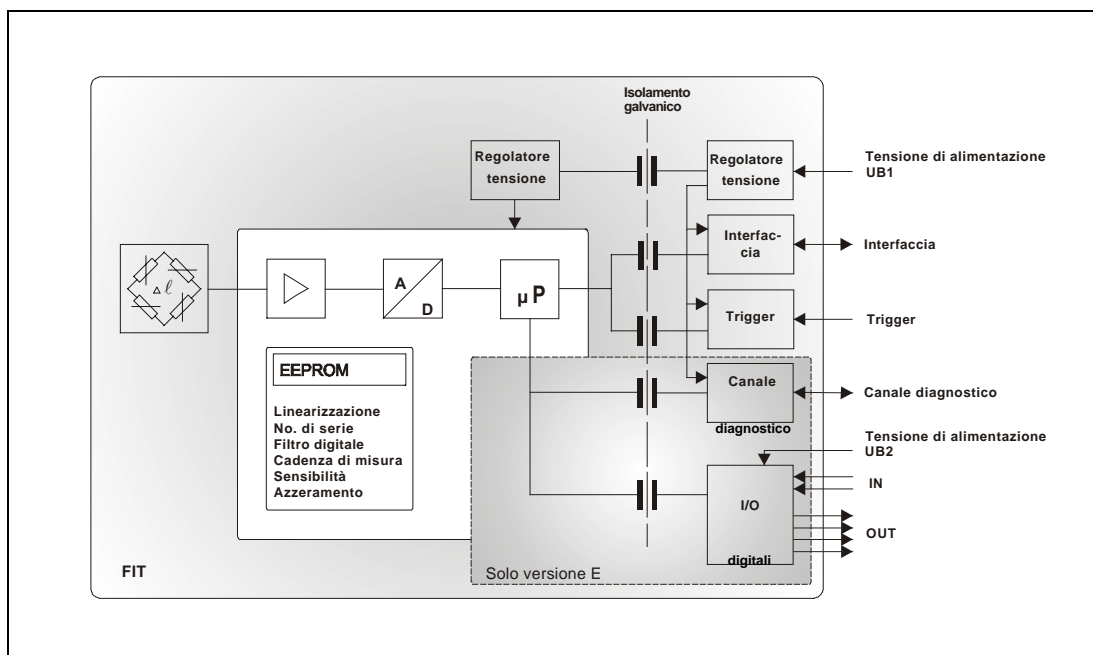 Isolamento
galvanico
Regolatore
tensione
Regolatore
tensione
Tensione di alimentazione
UB1
Interfac-
cia
Interfaccia
Δ ℓ
A
D
µ P
Trigger
Trigger
EEPROM
Linearizzazione
No. di serie
Filtro digitale
Cadenza di misura
Sensibilità
Azzeramento
Canale
diagnostico
Canale diagnostico
Tensione di alimentazione
UB2
IN
I/O
digitali
OUT
FIT
Solo versione E